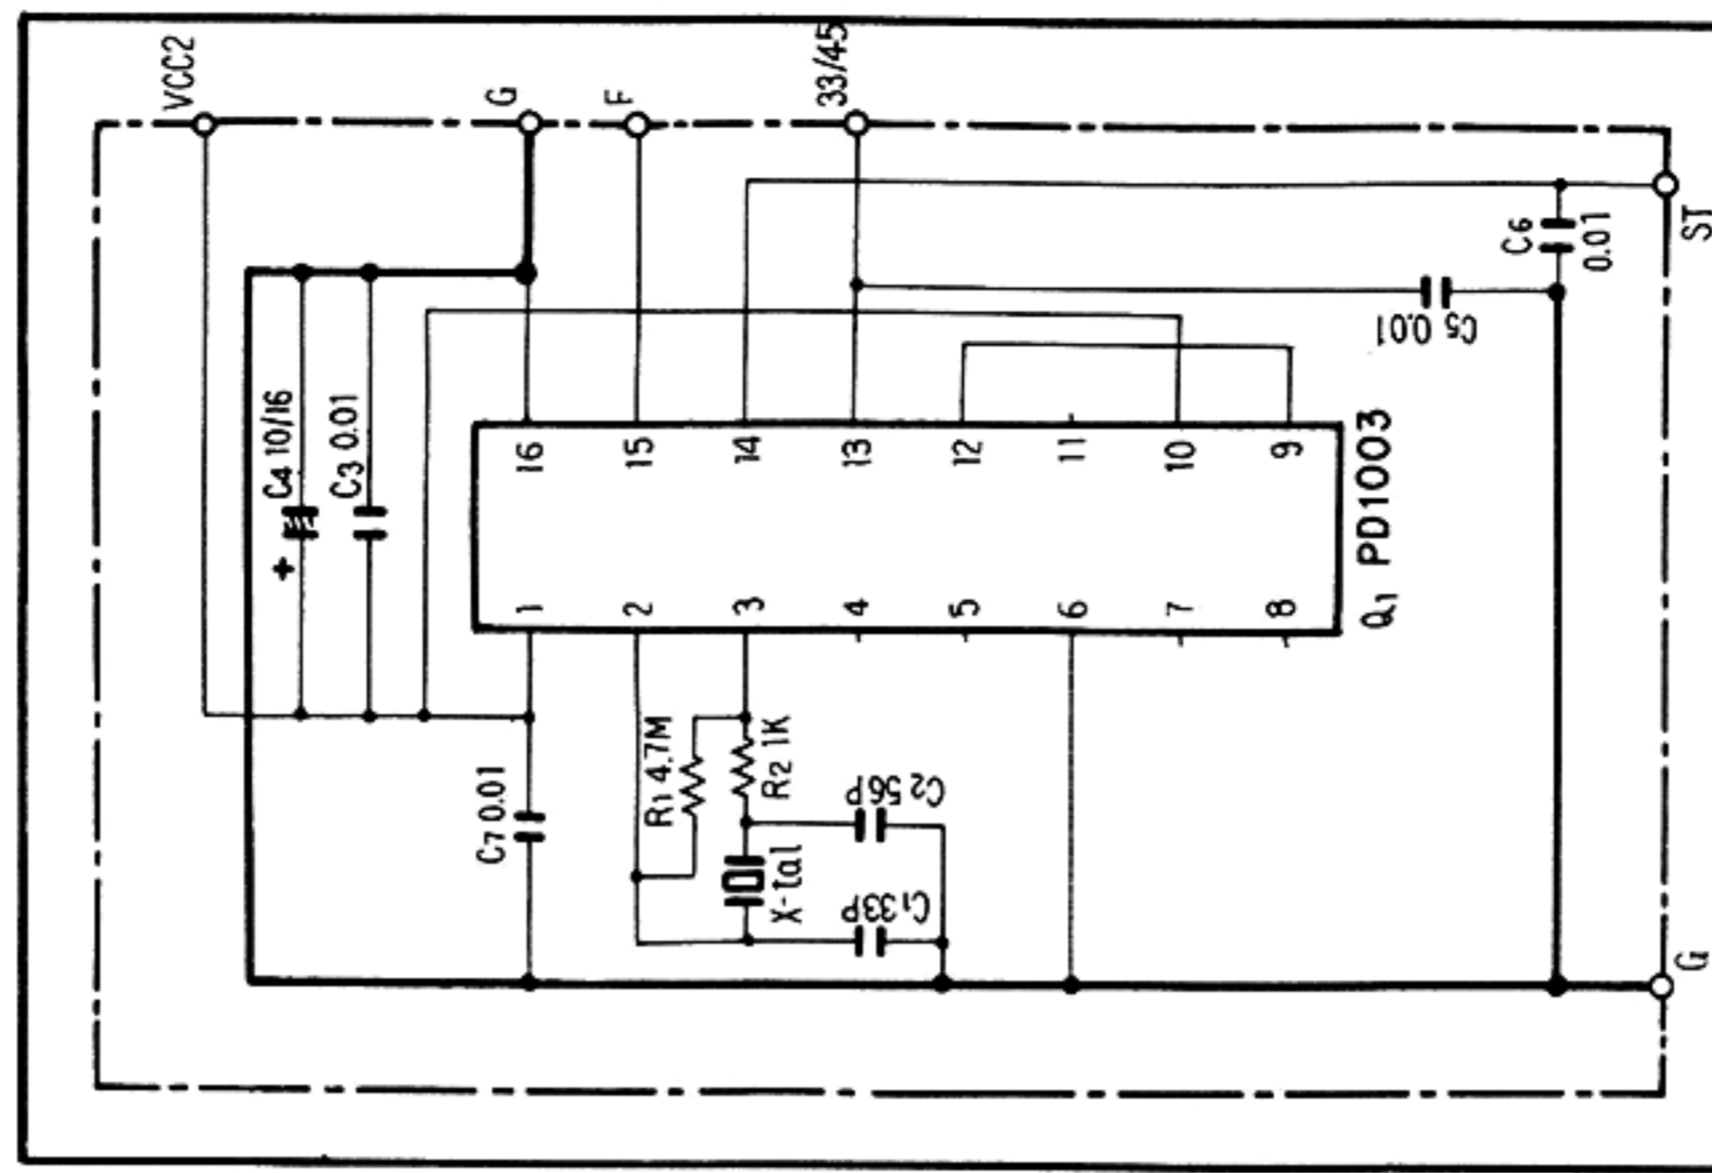 VCC2
G
F
33/45
ST
C6
0.01
C5 0.01
C4 10/16
+
C3 0.01
16
15
14
13
12
11
10
9
1
2
3
4
5
6
7
8
Q1 PD1003
C7 0.01
R1 4.7M
R2 1K
X-tal
C2 56P
C1 33P
G